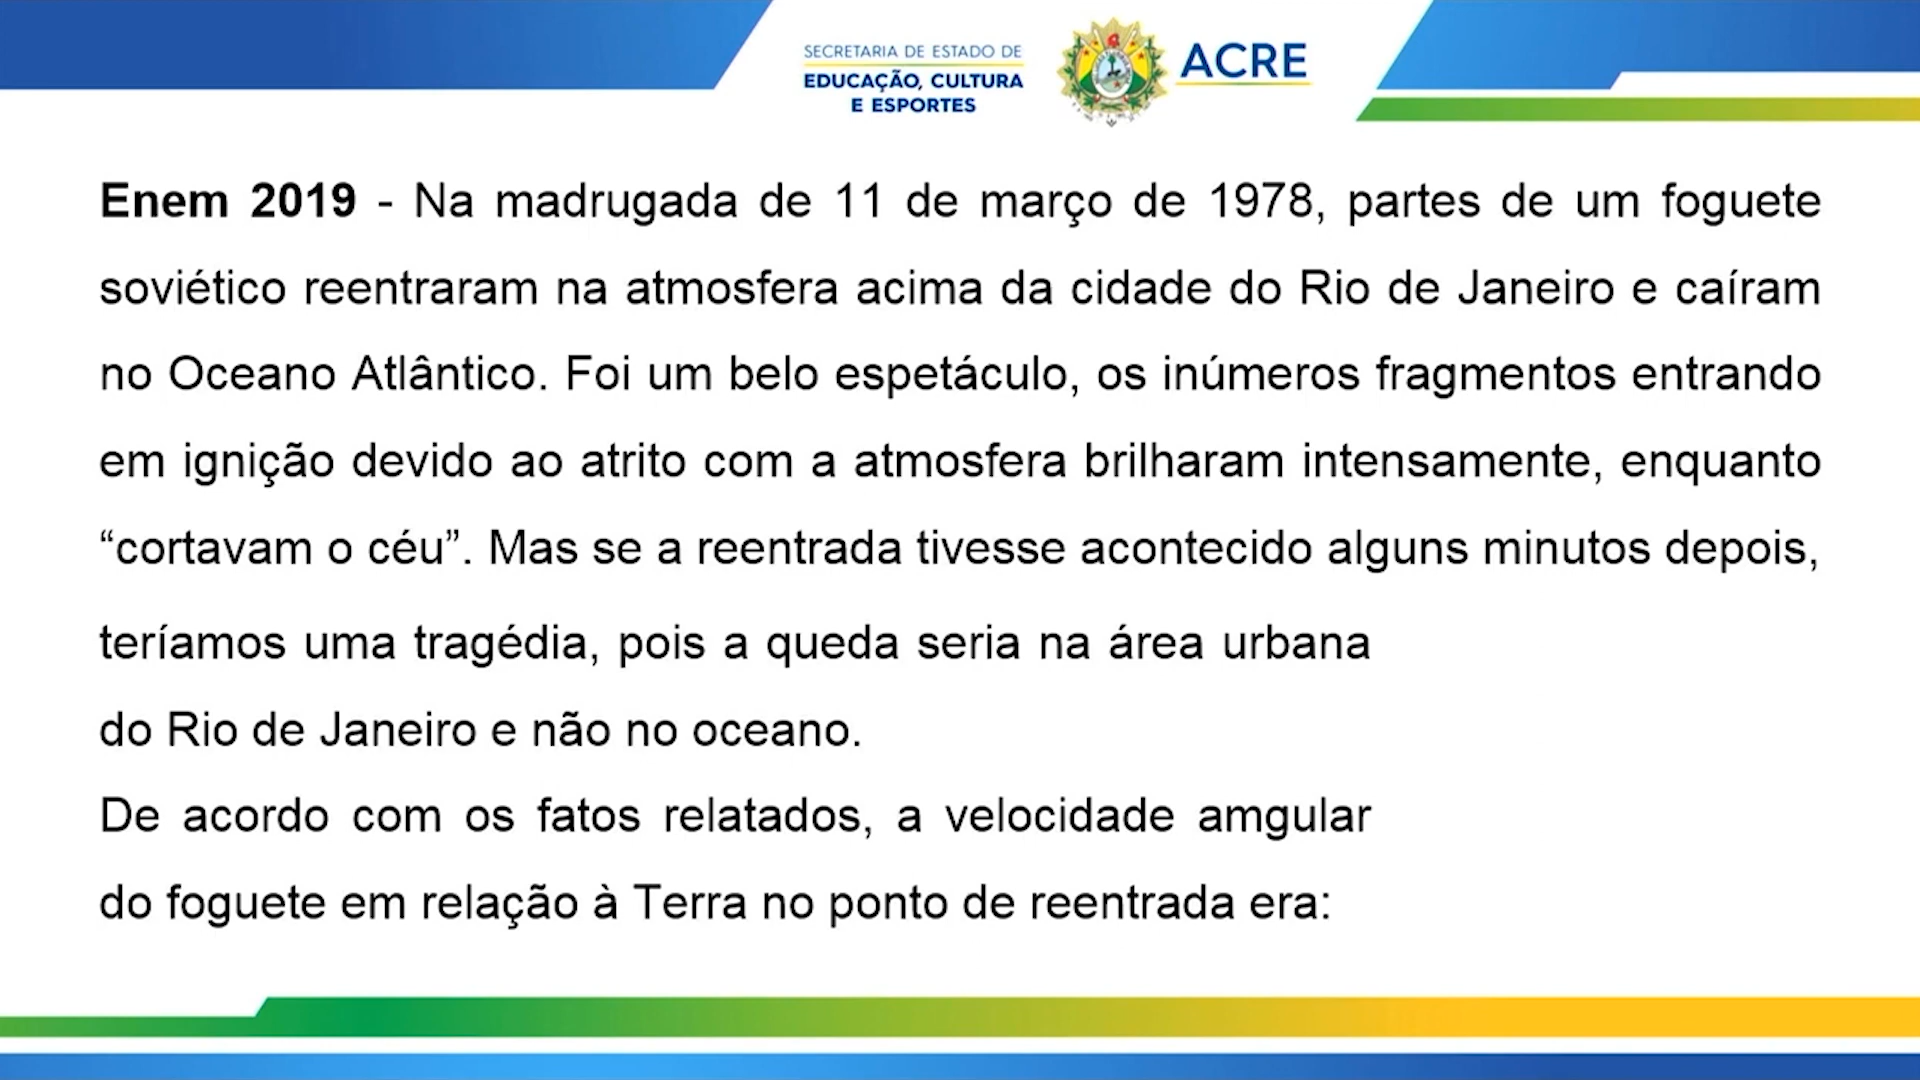 SECRETARIA DE ESTADO DE
EDUCAÇÃO, CULTURA
E ESPORTES
ACRE
Enem 2019 - Na madrugada de 11 de março de 1978, partes de um foguete
soviético reentraram na atmosfera acima da cidade do Rio de Janeiro e caíram
no Oceano Atlântico. Foi um belo espetáculo, os inúmeros fragmentos entrando
em ignição devido ao atrito com a atmosfera brilharam intensamente, enquanto
“cortavam o céu”. Mas se a reentrada tivesse acontecido alguns minutos depois,
teríamos uma tragédia, pois a queda seria na área urbana
do Rio de Janeiro e não no oceano.
De acordo com os fatos relatados, a velocidade amgular
do foguete em relação à Terra no ponto de reentrada era: